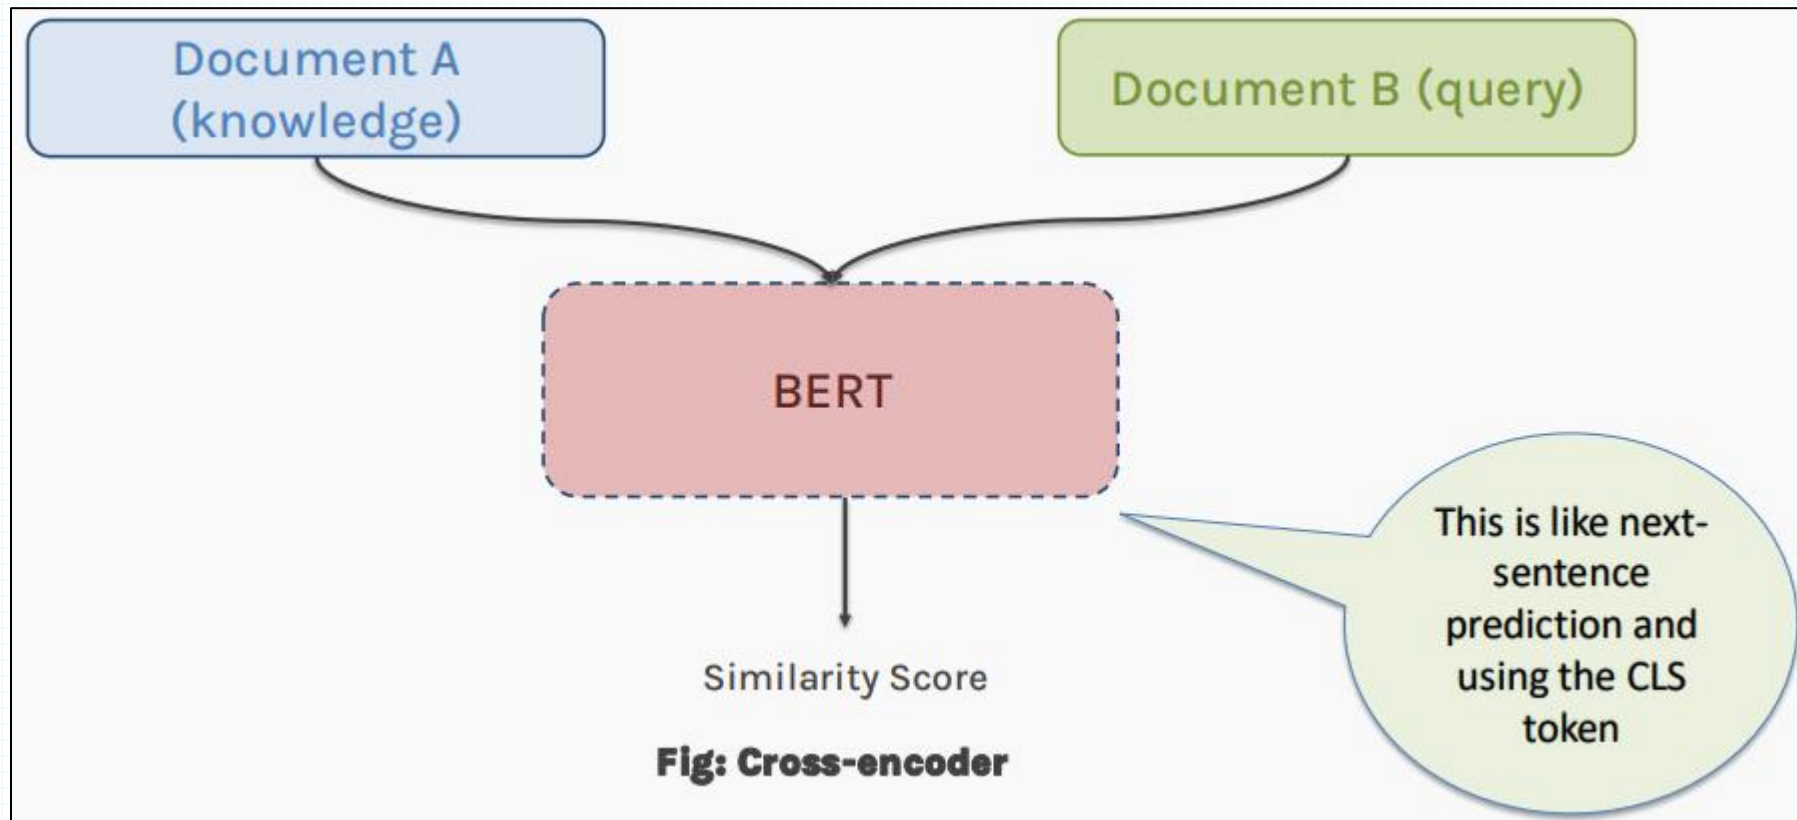 Document A
(knowledge)
Document B (query)
BERT
This is like next-
sentence
prediction and
using the CLS
token
Similarity Score
Fig: Cross-encoder